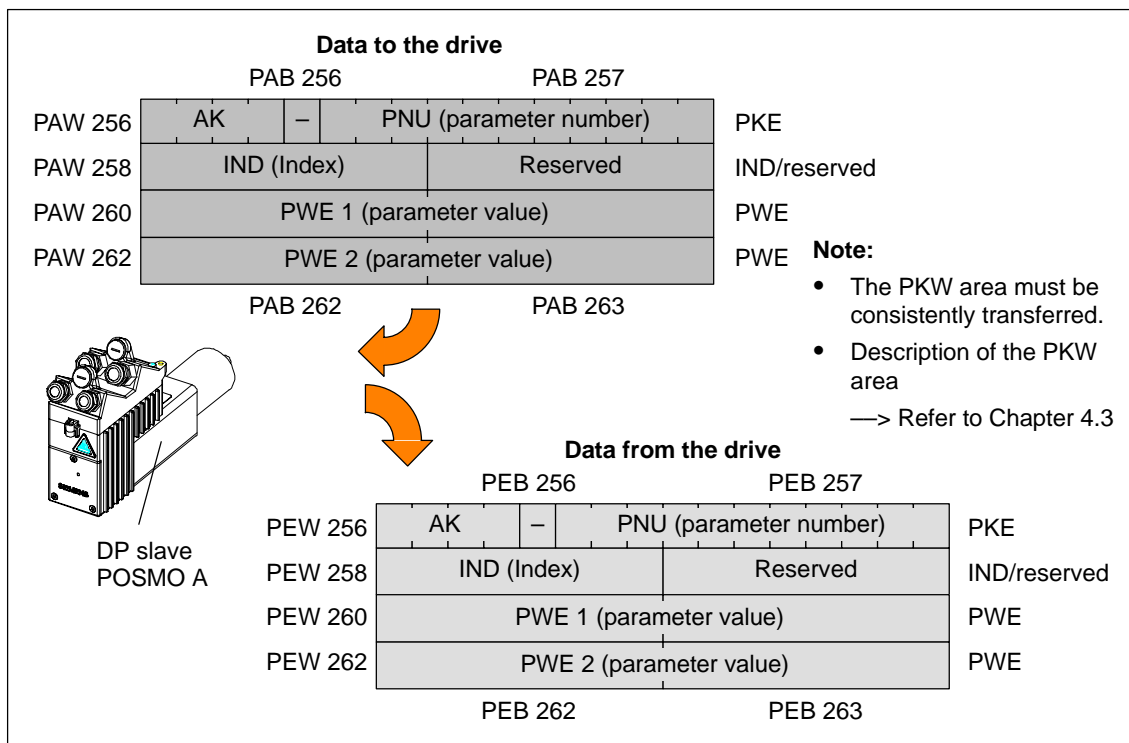 Data to the drive
PAB 256 PAB 257
PAW 256 AK – PNU (parameter number) PKE
PAW 258 IND (Index) Reserved IND/reserved
PAW 260 PWE 1 (parameter value) PWE
PAW 262 PWE 2 (parameter value) PWE
PAB 262 PAB 263
Note:
• The PKW area must be
consistently transferred.
• Description of the PKW
area
—> Refer to Chapter 4.3
SIEMENS
DP slave
POSMO A
Data from the drive
PEB 256 PEB 257
PEW 256 AK – PNU (parameter number) PKE
PEW 258 IND (Index) Reserved IND/reserved
PEW 260 PWE 1 (parameter value) PWE
PEW 262 PWE 2 (parameter value) PWE
PEB 262 PEB 263